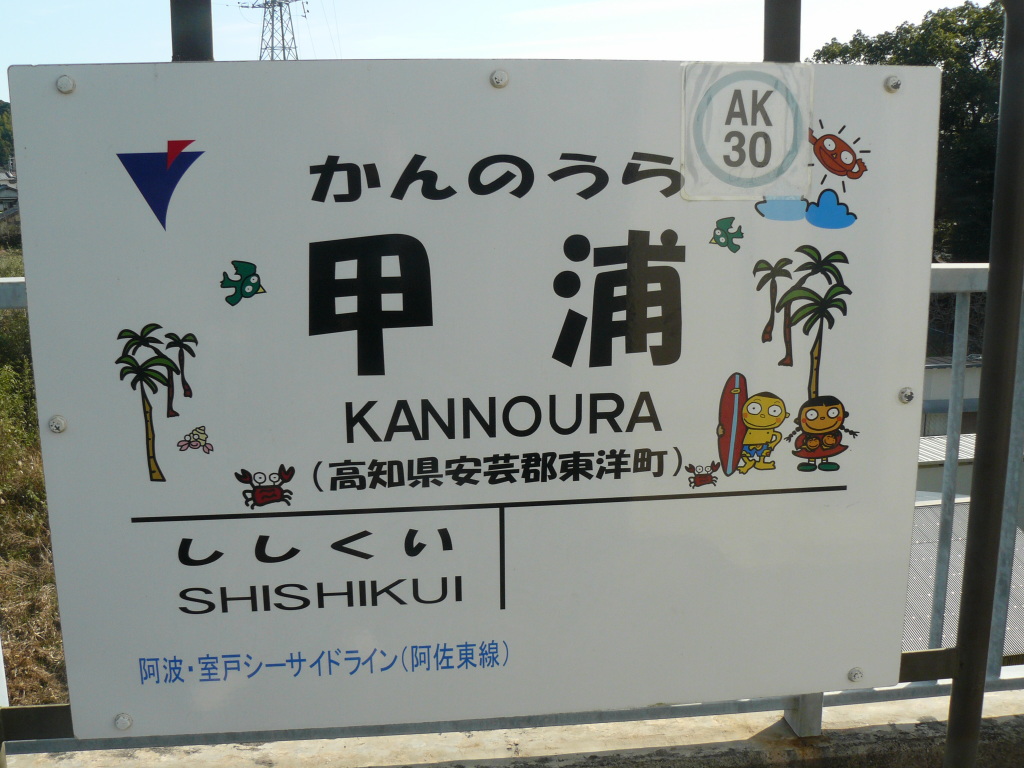 AK
30
かんのうら
甲浦
KANNOURA
(高知県安芸郡東洋町)
ししくい
SHISHIKUI
阿波・室戸シーサイドライン(阿佐東線)